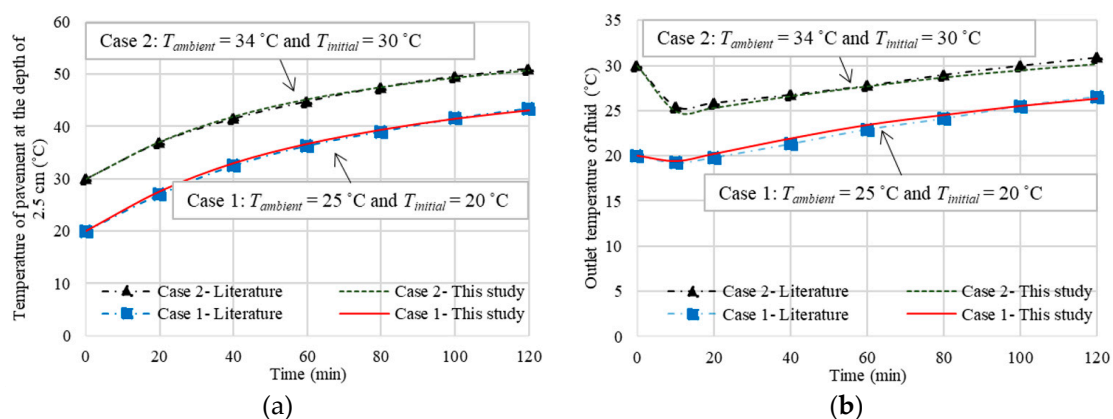 Temperature of pavement at the depth of
2.5 cm (˚C)
60
50
40
30
20
10
0
Case 2: Tambient = 34 ˚C and Tinitial = 30 ˚C
Case 1: Tambient = 25 ˚C and Tinitial = 20 ˚C
Case 2- Literature
Case 2- This study
Case 1- Literature
Case 1- This study
0 20 40 60 80 100 120
Time (min)
(a)
Outlet temperature of fluid (˚C)
35
30
25
20
15
10
5
0
Case 2: Tambient = 34 ˚C and Tinitial = 30 ˚C
Case 1: Tambient = 25 ˚C and Tinitial = 20 ˚C
Case 2- Literature
Case 2- This study
Case 1- Literature
Case 1- This study
0 20 40 60 80 100 120
Time (min)
(b)